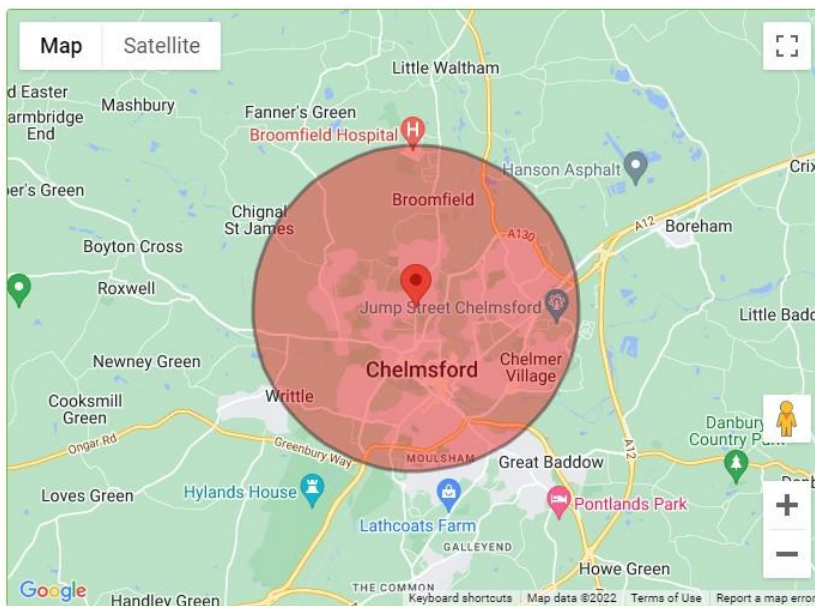 Map
Satellite
Little Waltham
d Easter
Mashbury
armbridge
End
Fanner's Green
Broomfield Hospital
H
Hanson Asphalt
Crix
per's Green
Broomfield
Chignal
St James
A12
A130
Boreham
Boyton Cross
Roxwell
Jump Street Chelmsford
Little Badd
Newney Green
Chelmsford
Chelmer
Village
Writtle
Cooksmill
Green
Danbury
Country Park
Ongar Rd
Greenbury Way
A12
MOULSHAM
Great Baddow
Loves Green
Hylands House
Pontlands Park
Lathcoats Farm
GALLEYEND
Howe Green
Google
Handley Green
THE COMMON
Keyboard shortcuts
Map data ©2022
Terms of Use
Report a map error